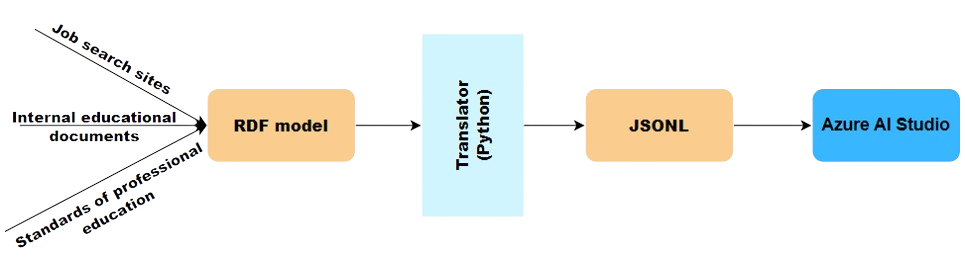 Job search sites
Internal educational
documents
Standards of professional
education
RDF model
Translator
(Python)
JSONL
Azure AI Studio